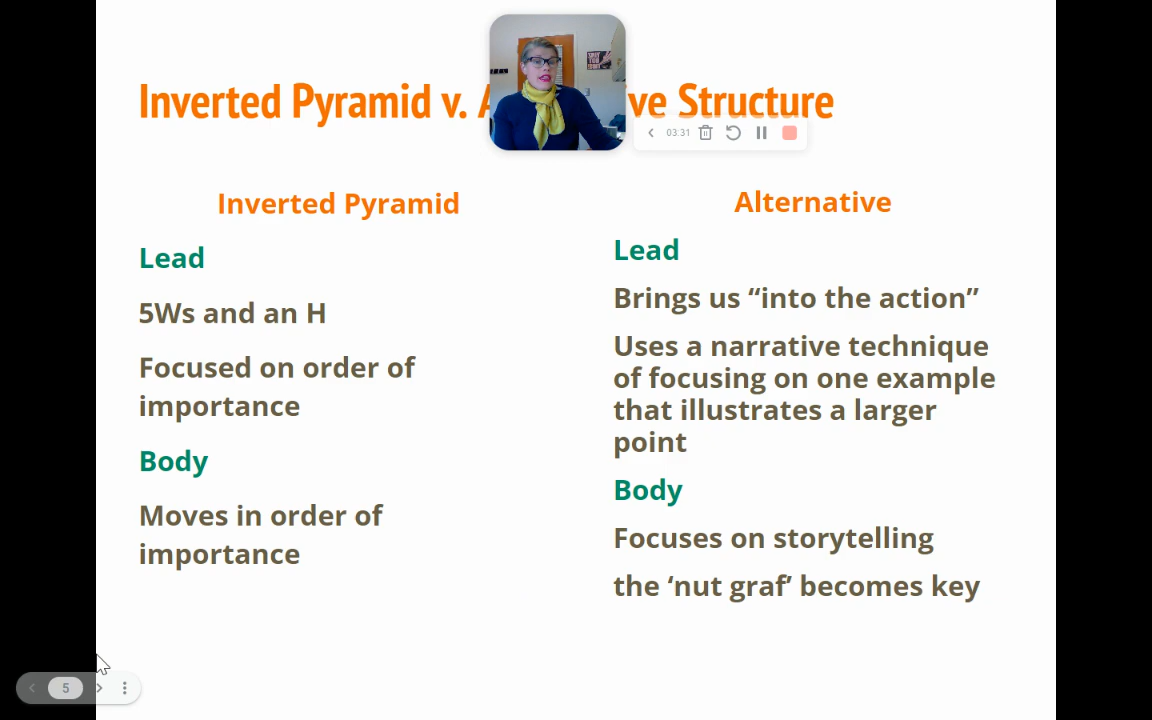 Inverted Pyramid v. A ive Structure
03:31
Inverted Pyramid
Lead
5Ws and an H
Focused on order of
importance
Body
Moves in order of
importance
Alternative
Lead
Brings us “into the action”
Uses a narrative technique
of focusing on one example
that illustrates a larger
point
Body
Focuses on storytelling
the ‘nut graf’ becomes key
5